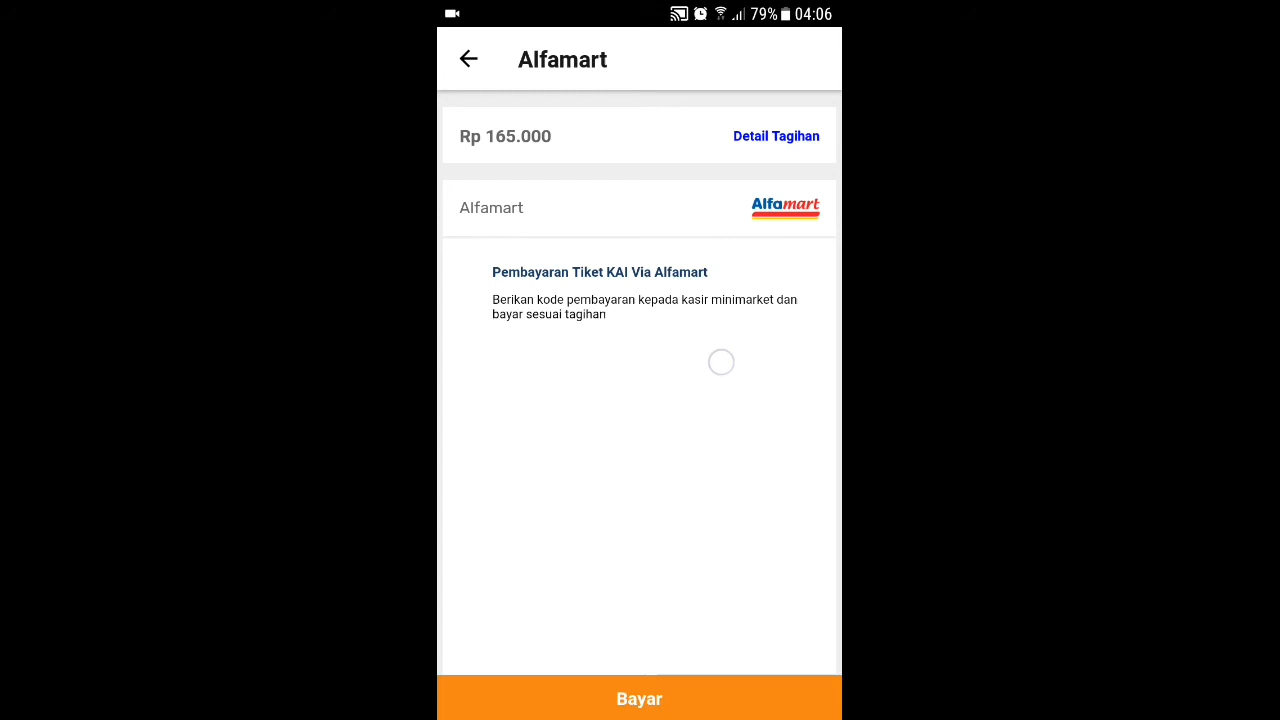 79% 04:06
Alfamart
Rp 165.000 Detail Tagihan
Alfamart Alfamart
Pembayaran Tiket KAI Via Alfamart
Berikan kode pembayaran kepada kasir minimarket dan
bayar sesuai tagihan
Bayar